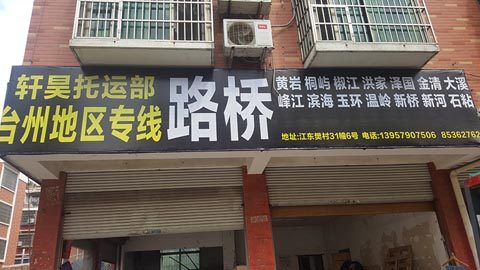 轩昊托运部
台州地区专线
路桥
黄岩 桐屿 椒江 洪家 泽国 金清 大溪
峰江 滨海 玉环 温岭 新桥 新河 石粘
地址:江东樊村31幢6号 电话:13957907506 85362762